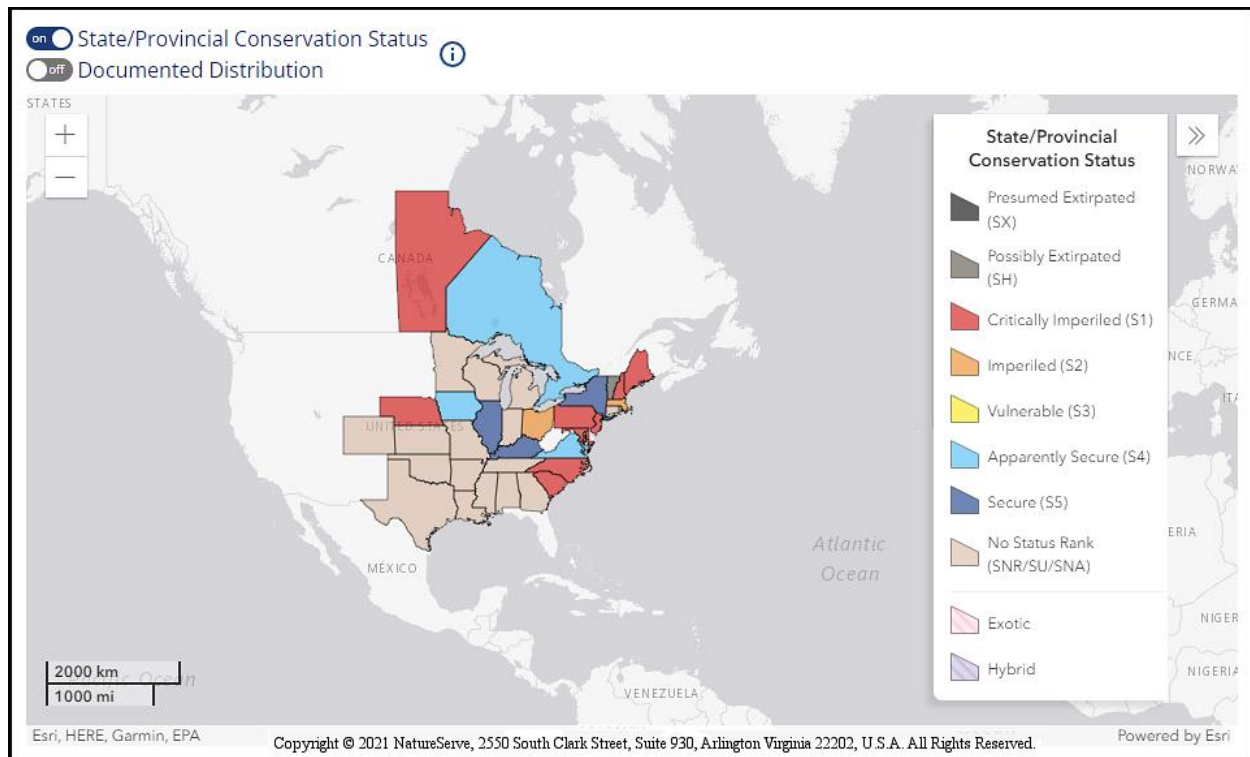 on State/Provincial Conservation Status
off Documented Distribution
STATES
+
−
State/Provincial
Conservation Status
Presumed Extirpated
(SX)
Possibly Extirpated
(SH)
Critically Imperiled (S1)
Imperiled (S2)
Vulnerable (S3)
Apparently Secure (S4)
Secure (S5)
No Status Rank
(SNR/SU/SNA)
Exotic
Hybrid
NORWA
CANADA
GERMA
NCE
ITA
UNITED STATES
Atlantic
Ocean
ERIA
MÉXICO
NIGER
NIGERIA
2000 km
1000 mi
Ocean
VENEZUELA
Esri, HERE, Garmin, EPA
Copyright © 2021 NatureServe, 2550 South Clark Street, Suite 930, Arlington Virginia 22202, U.S.A. All Rights Reserved.
Powered by Esri